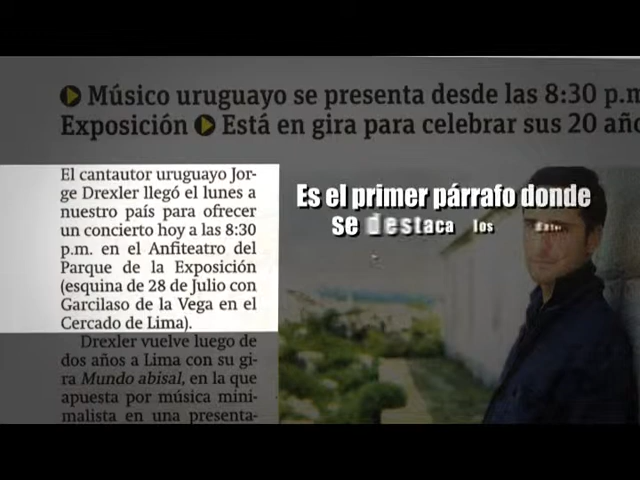 Músico uruguayo se presenta desde las 8:30 p.m
Exposición Está en gira para celebrar sus 20 año
El cantautor uruguayo Jor-
ge Drexler llegó el lunes a
nuestro país para ofrecer
un concierto hoy a las 8:30
p.m. en el Anfiteatro del
Parque de la Exposición
(esquina de 28 de Julio con
Garcilaso de la Vega en el
Cercado de Lima).
Drexler vuelve luego de
dos años a Lima con su gi-
ra Mundo abisal, en la que
apuesta por música mini-
malista en una presenta-
Es el primer párrafo donde
se destaca los